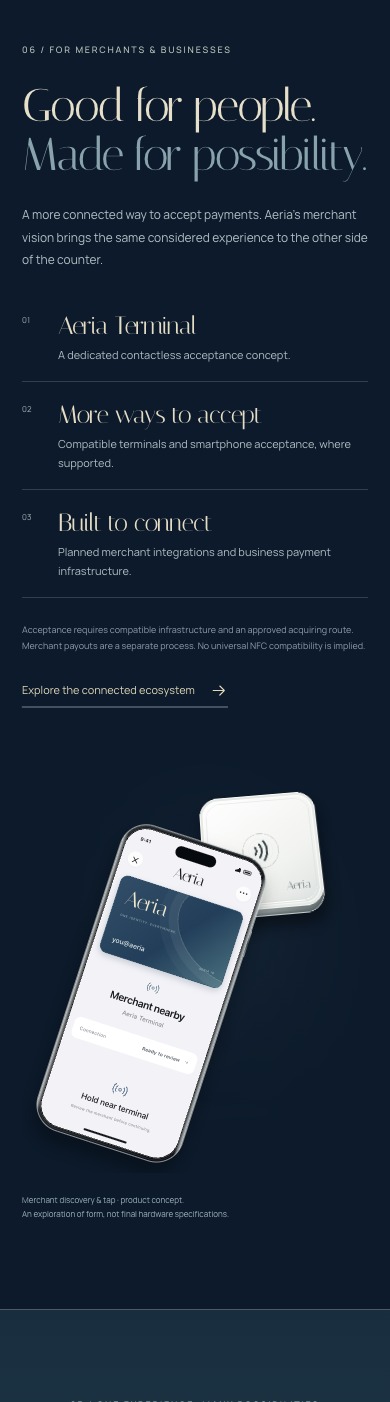 06 / FOR MERCHANTS & BUSINESSES
Good for people.
Made for possibility.
A more connected way to accept payments. Aeria's merchant
vision brings the same considered experience to the other side
of the counter.
01
Aeria Terminal
A dedicated contactless acceptance concept.
02
More ways to accept
Compatible terminals and smartphone acceptance, where
supported.
03
Built to connect
Planned merchant integrations and business payment
infrastructure.
Acceptance requires compatible infrastructure and an approved acquiring route.
Merchant payouts are a separate process. No universal NFC compatibility is implied.
Explore the connected ecosystem →
9:41
Aeria
Aeria
you@aeria
Aeria
Merchant nearby
Aeria Terminal
Connection
Ready to review
Hold near terminal
Review the merchant before continuing.
Merchant discovery & tap · product concept.
An exploration of form, not final hardware specifications.